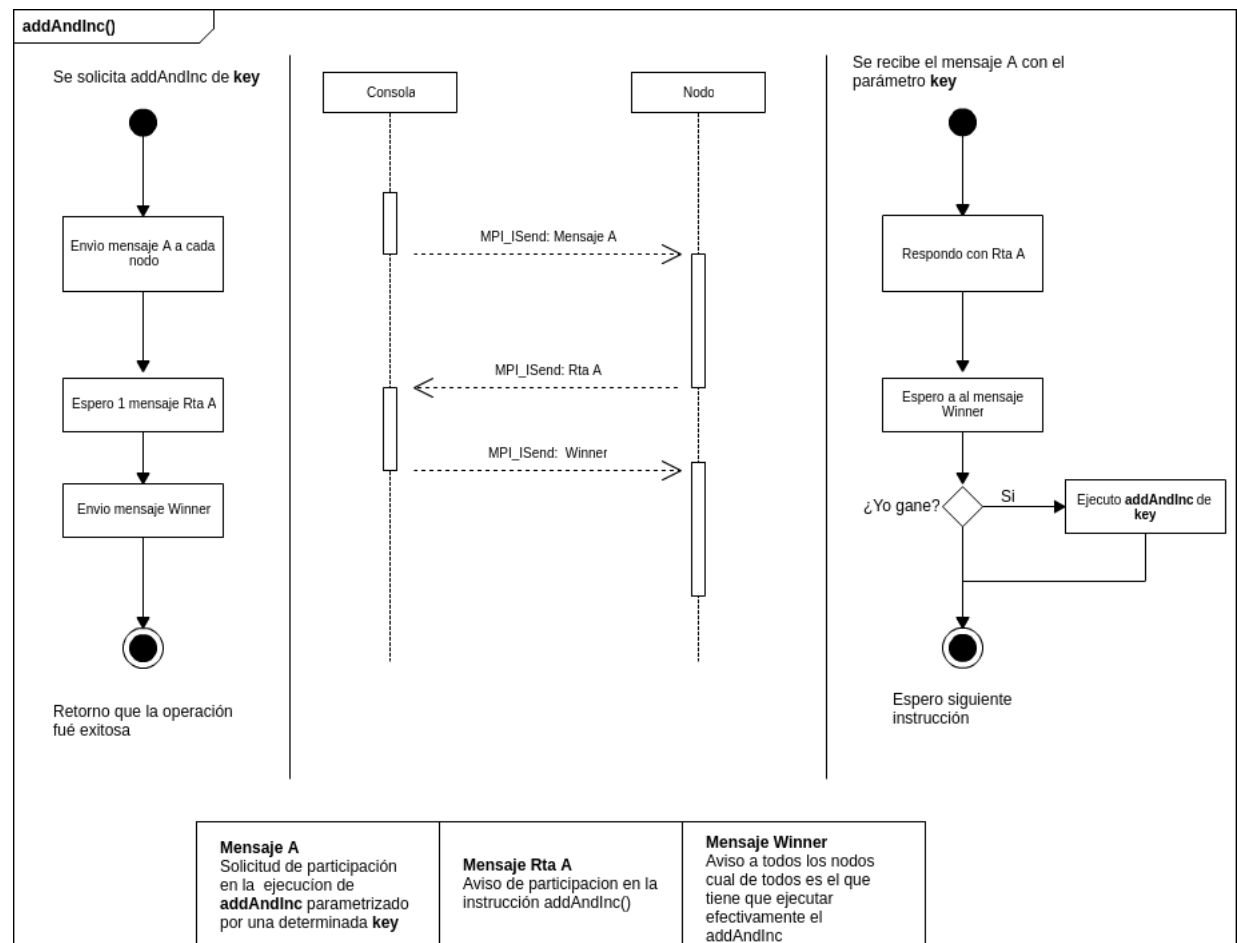 addAndInc()
Se solicita addAndInc de key
Envio mensaje A a cada
nodo
Espero 1 mensaje Rta A
Envio mensaje Winner
Retorno que la operación
fué exitosa
Consola
Nodo
MPI_ISend: Mensaje A
MPI_ISend: Rta A
MPI_ISend:  Winner
Se recibe el mensaje A con el
parámetro key
Respondo con Rta A
Espero a al mensaje
Winner
¿Yo gane?
Si
Ejecuto addAndInc de
key
Espero siguiente
instrucción
Mensaje A
Solicitud de participación
en la  ejecucion de
addAndInc parametrizado
por una determinada key
Mensaje Rta A
Aviso de participacion en la
instrucción addAndInc()
Mensaje Winner
Aviso a todos los nodos
cual de todos es el que
tiene que ejecutar
efectivamente el
addAndInc